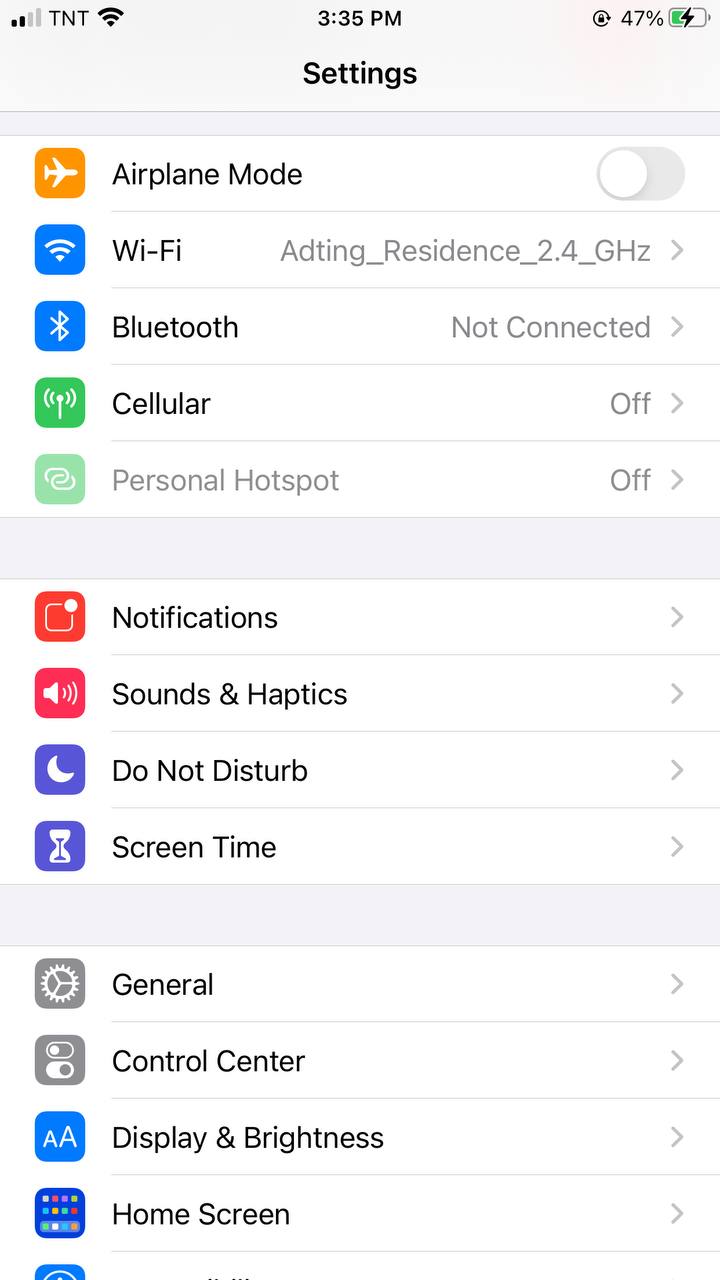 TNT 3:35 PM 47%
Settings
Airplane Mode
Wi-Fi Adting_Residence_2.4_GHz
Bluetooth Not Connected
Cellular Off
Personal Hotspot Off
Notifications
Sounds & Haptics
Do Not Disturb
Screen Time
General
Control Center
AA Display & Brightness
Home Screen